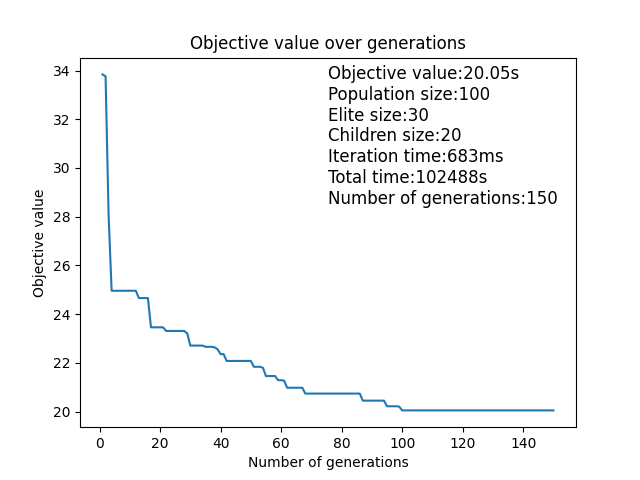 Objective value over generations
Objective value:20.05s
Population size:100
Elite size:30
Children size:20
Iteration time:683ms
Total time:102488s
Number of generations:150
34
32
30
28
26
24
22
20
Objective value
0 20 40 60 80 100 120 140
Number of generations